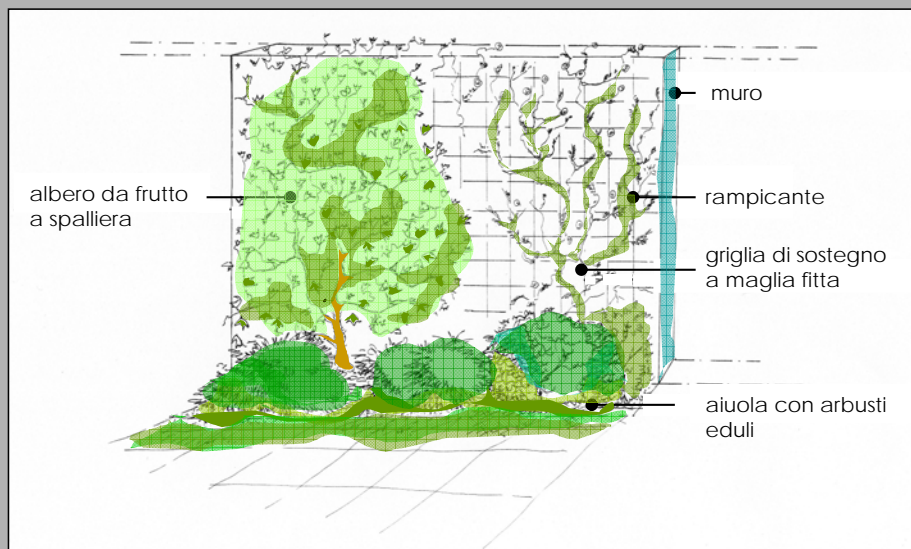 muro
albero da frutto
a spalliera
rampicante
griglia di sostegno
a maglia fitta
aiuola con arbusti
eduli